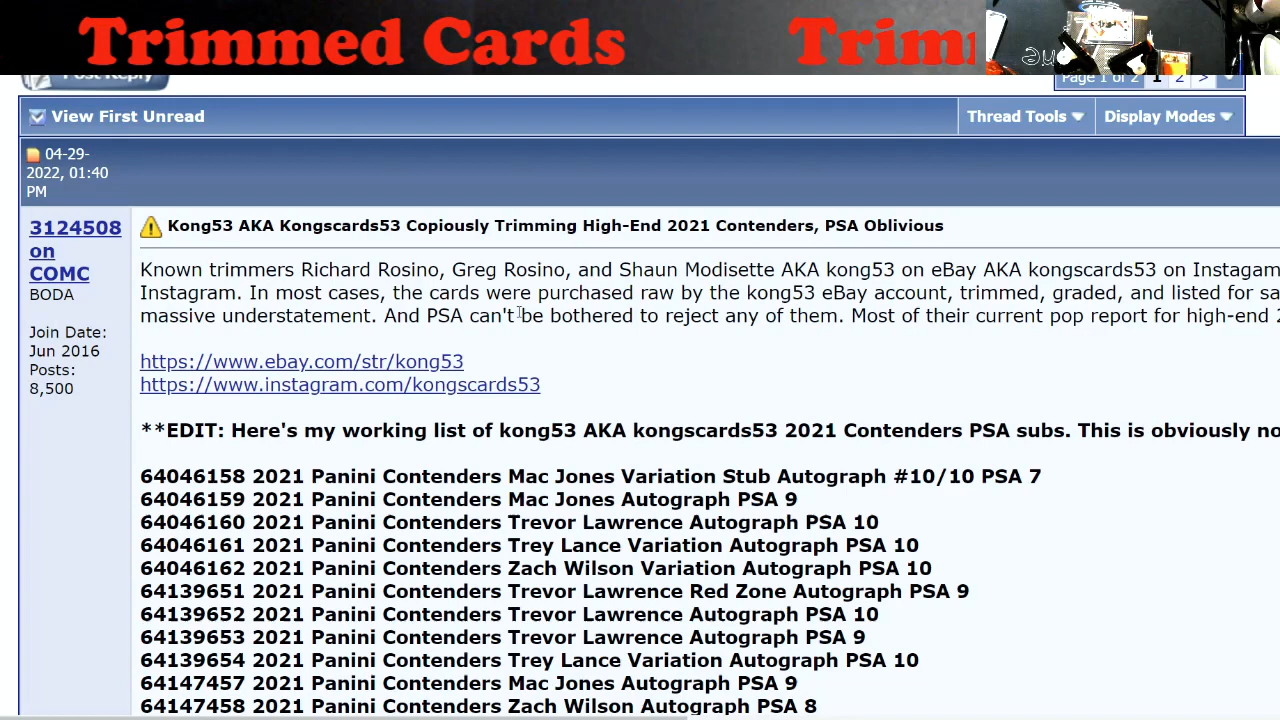 Trimmed Cards Trim
Post Reply
Page 1 of 2 1 2 >
View First Unread
Thread Tools
Display Modes
04-29-
2022, 01:40
PM
3124508
on
COMC
BODA
Join Date:
Jun 2016
Posts:
8,500
Kong53 AKA Kongscards53 Copiously Trimming High-End 2021 Contenders, PSA Oblivious
Known trimmers Richard Rosino, Greg Rosino, and Shaun Modisette AKA kong53 on eBay AKA kongscards53 on Instagam
Instagram. In most cases, the cards were purchased raw by the kong53 eBay account, trimmed, graded, and listed for sa
massive understatement. And PSA can't be bothered to reject any of them. Most of their current pop report for high-end 2
https://www.ebay.com/str/kong53
https://www.instagram.com/kongscards53
**EDIT: Here's my working list of kong53 AKA kongscards53 2021 Contenders PSA subs. This is obviously no
64046158 2021 Panini Contenders Mac Jones Variation Stub Autograph #10/10 PSA 7
64046159 2021 Panini Contenders Mac Jones Autograph PSA 9
64046160 2021 Panini Contenders Trevor Lawrence Autograph PSA 10
64046161 2021 Panini Contenders Trey Lance Variation Autograph PSA 10
64046162 2021 Panini Contenders Zach Wilson Variation Autograph PSA 10
64139651 2021 Panini Contenders Trevor Lawrence Red Zone Autograph PSA 9
64139652 2021 Panini Contenders Trevor Lawrence Autograph PSA 10
64139653 2021 Panini Contenders Trevor Lawrence Autograph PSA 9
64139654 2021 Panini Contenders Trey Lance Variation Autograph PSA 10
64147457 2021 Panini Contenders Mac Jones Autograph PSA 9
64147458 2021 Panini Contenders Zach Wilson Autograph PSA 8